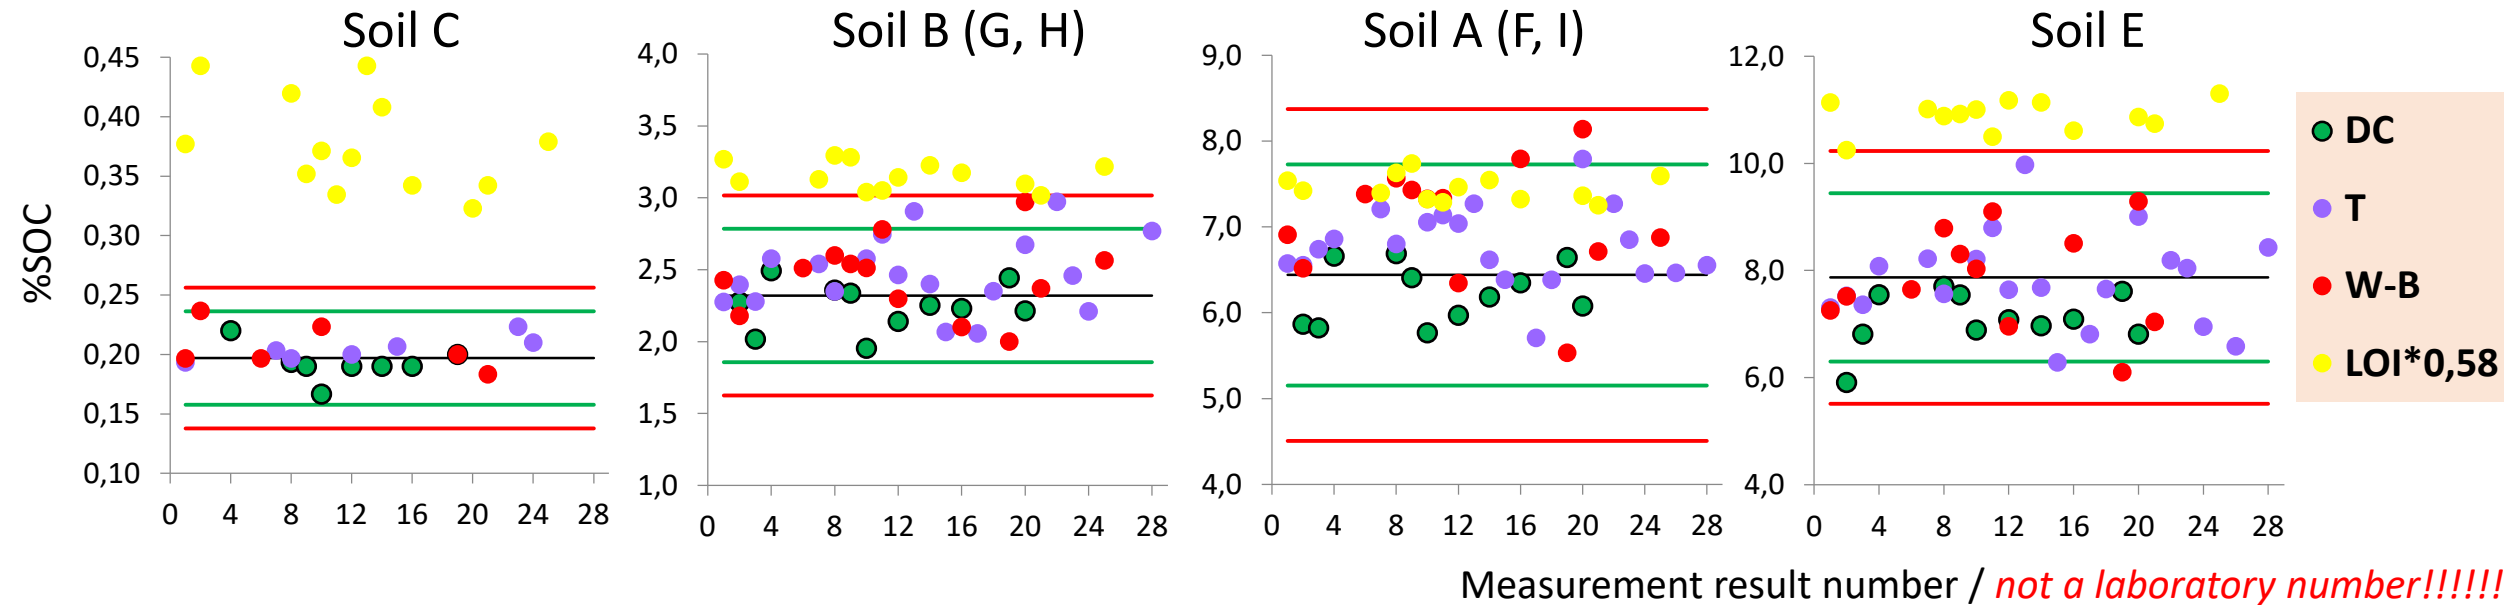 Soil C
Soil B (G, H)
Soil A (F, I)
Soil E
%SOC
0,45
0,40
0,35
0,30
0,25
0,20
0,15
0,10
0 4 8 12 16 20 24 28
4,0
3,5
3,0
2,5
2,0
1,5
1,0
0 4 8 12 16 20 24 28
9,0
8,0
7,0
6,0
5,0
4,0
0 4 8 12 16 20 24 28
12,0
10,0
8,0
6,0
4,0
0 4 8 12 16 20 24 28
DC
T
W-B
LOI*0,58
Measurement result number / not a laboratory number!!!!!!